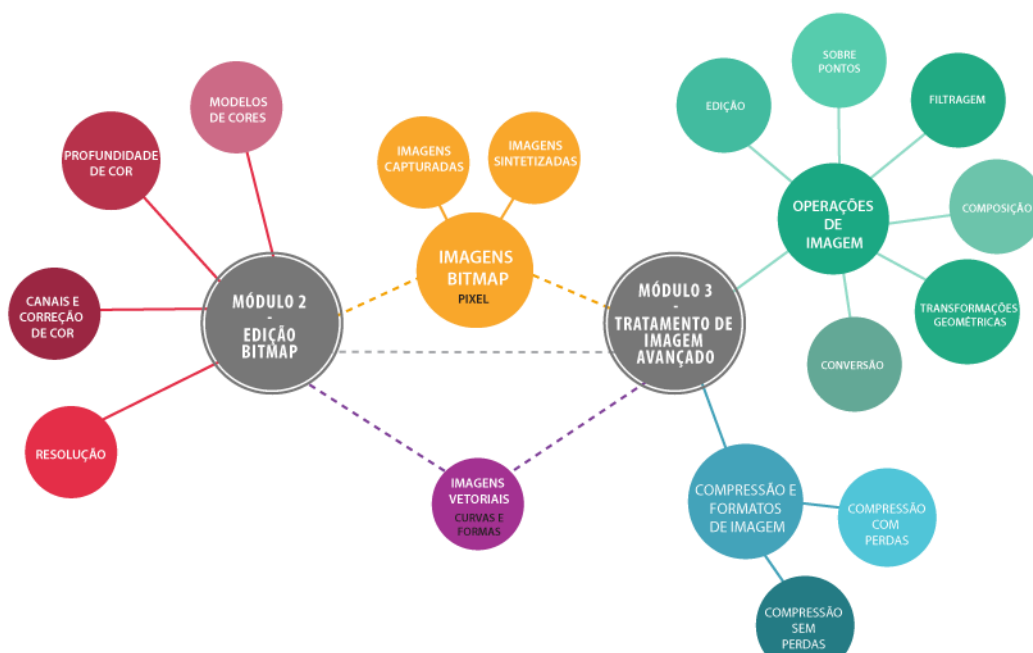 MODELOS
DE CORES
PROFUNDIDADE
DE COR
CANAIS E
CORREÇÃO
DE COR
RESOLUÇÃO
MÓDULO 2
-
EDIÇÃO
BITMAP
IMAGENS
CAPTURADAS
IMAGENS
SINTETIZADAS
IMAGENS
BITMAP
PIXEL
IMAGENS
VETORIAIS
CURVAS E
FORMAS
MÓDULO 3
-
TRATAMENTO DE
IMAGEM
AVANÇADO
OPERAÇÕES
DE
IMAGEM
EDIÇÃO
SOBRE
PONTOS
FILTRAGEM
COMPOSIÇÃO
TRANSFORMAÇÕES
GEOMÉTRICAS
CONVERSÃO
COMPRESSÃO E
FORMATOS
DE IMAGEM
COMPRESSÃO
COM
PERDAS
COMPRESSÃO
SEM
PERDAS